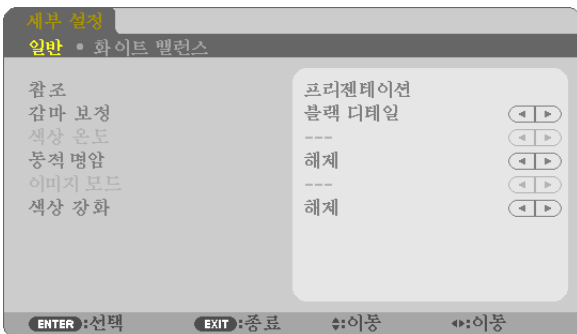 세부 설정
일반 • 화이트 밸런스
참조 프리젠테이션
감마 보정 블랙 디테일
색상 온도 ---
동적 명암 해제
이미지 모드 ---
색상 강화 해제
ENTER:선택 EXIT:종료 :이동 :이동